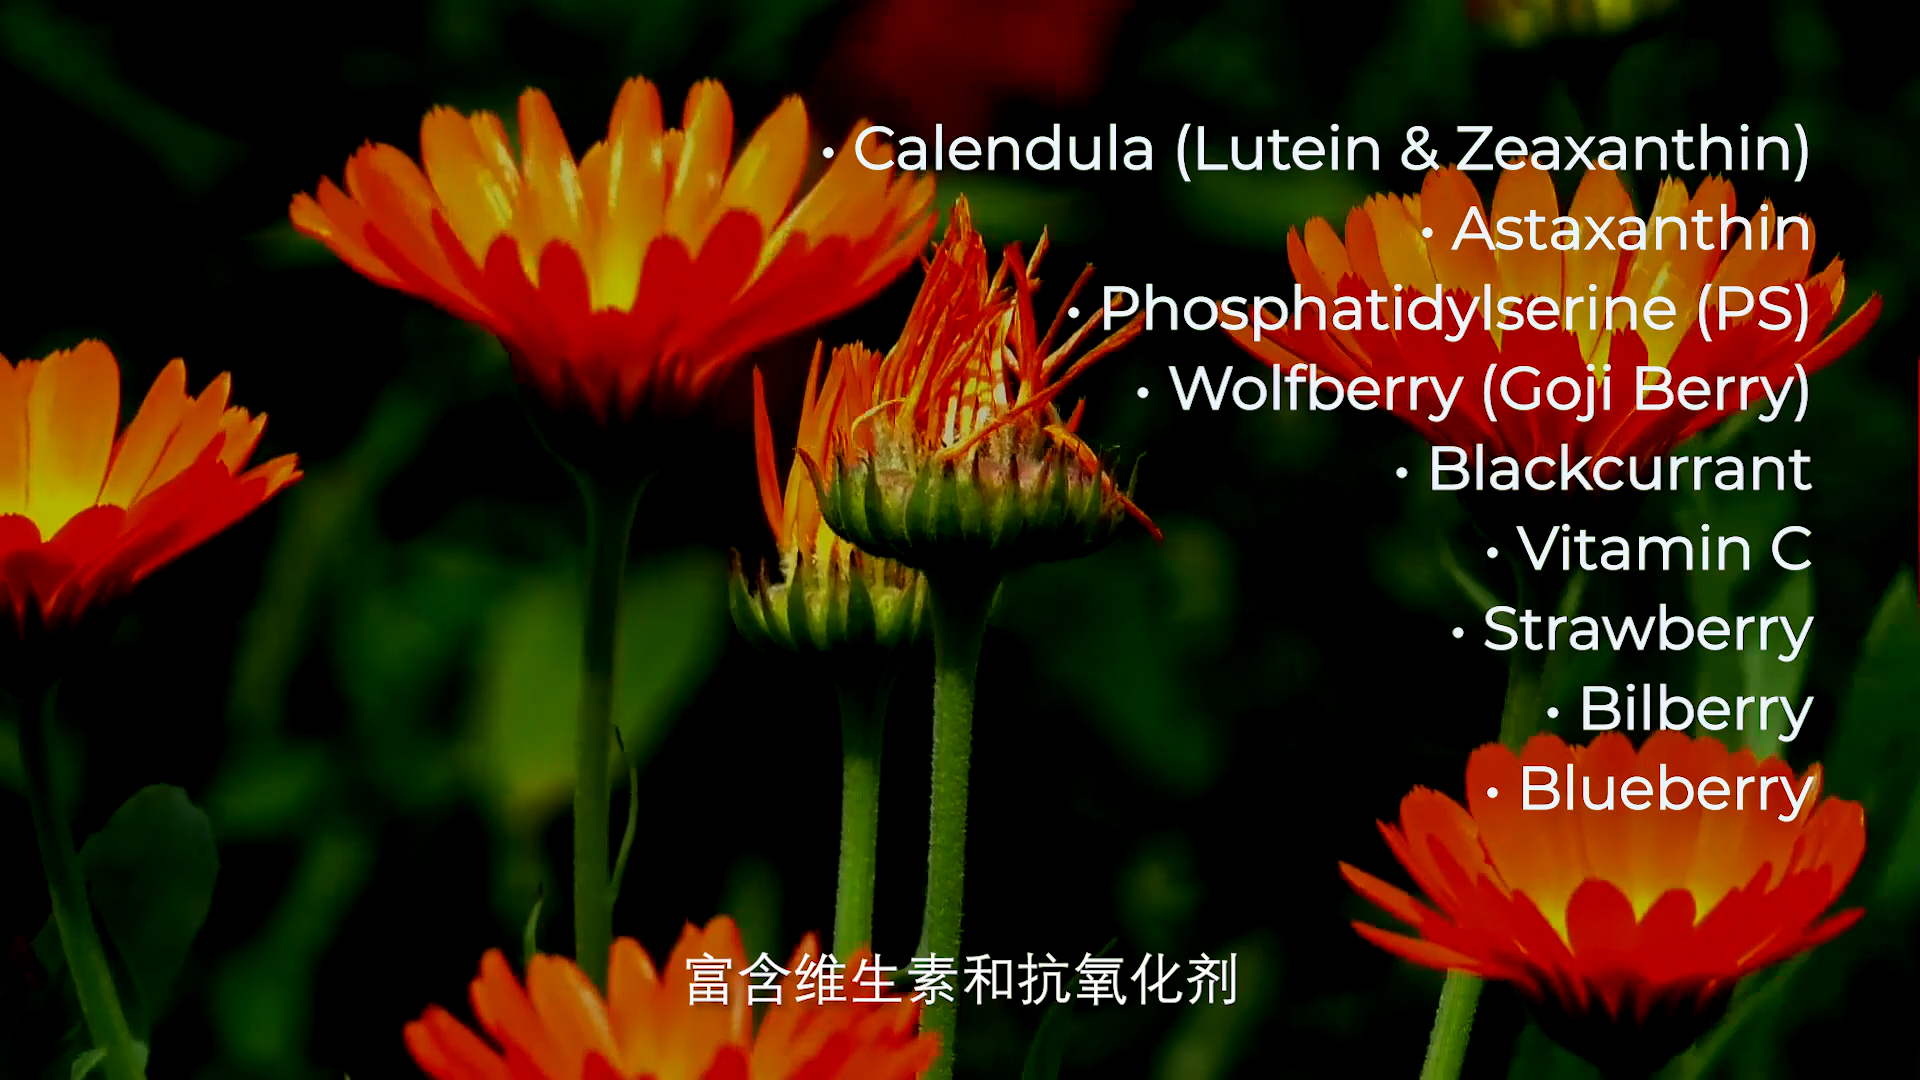 • Calendula (Lutein & Zeaxanthin)
• Astaxanthin
• Phosphatidylserine (PS)
• Wolfberry (Goji Berry)
• Blackcurrant
• Vitamin C
• Strawberry
• Bilberry
• Blueberry
富含维生素和抗氧化剂